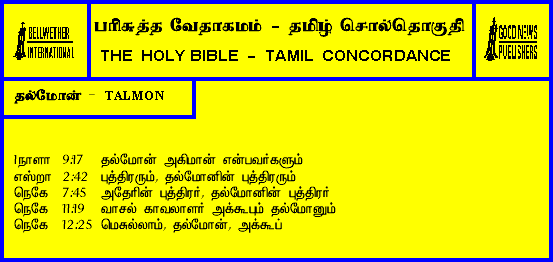 BELLWETHER
INTERNATIONAL
பரிசுத்த வேதாகமம் - தமிழ் சொல்தொகுதி
THE HOLY BIBLE - TAMIL CONCORDANCE
GOOD NEWS
PUBLISHERS
தல்மோன் - TALMON
1நாளா 9:17 தல்மோன் அகிமான் என்பவர்களும்
எஸ்றா 2:42 புத்திரரும், தல்மோனின் புத்திரரும்
நெகே 7:45 அதேரின் புத்திரர், தல்மோனின் புத்திரர்
நெகே 11:19 வாசல் காவலாளர் அக்கூபும் தல்மோனும்
நெகே 12:25 மெசுல்லாம், தல்மோன், அக்கூப்